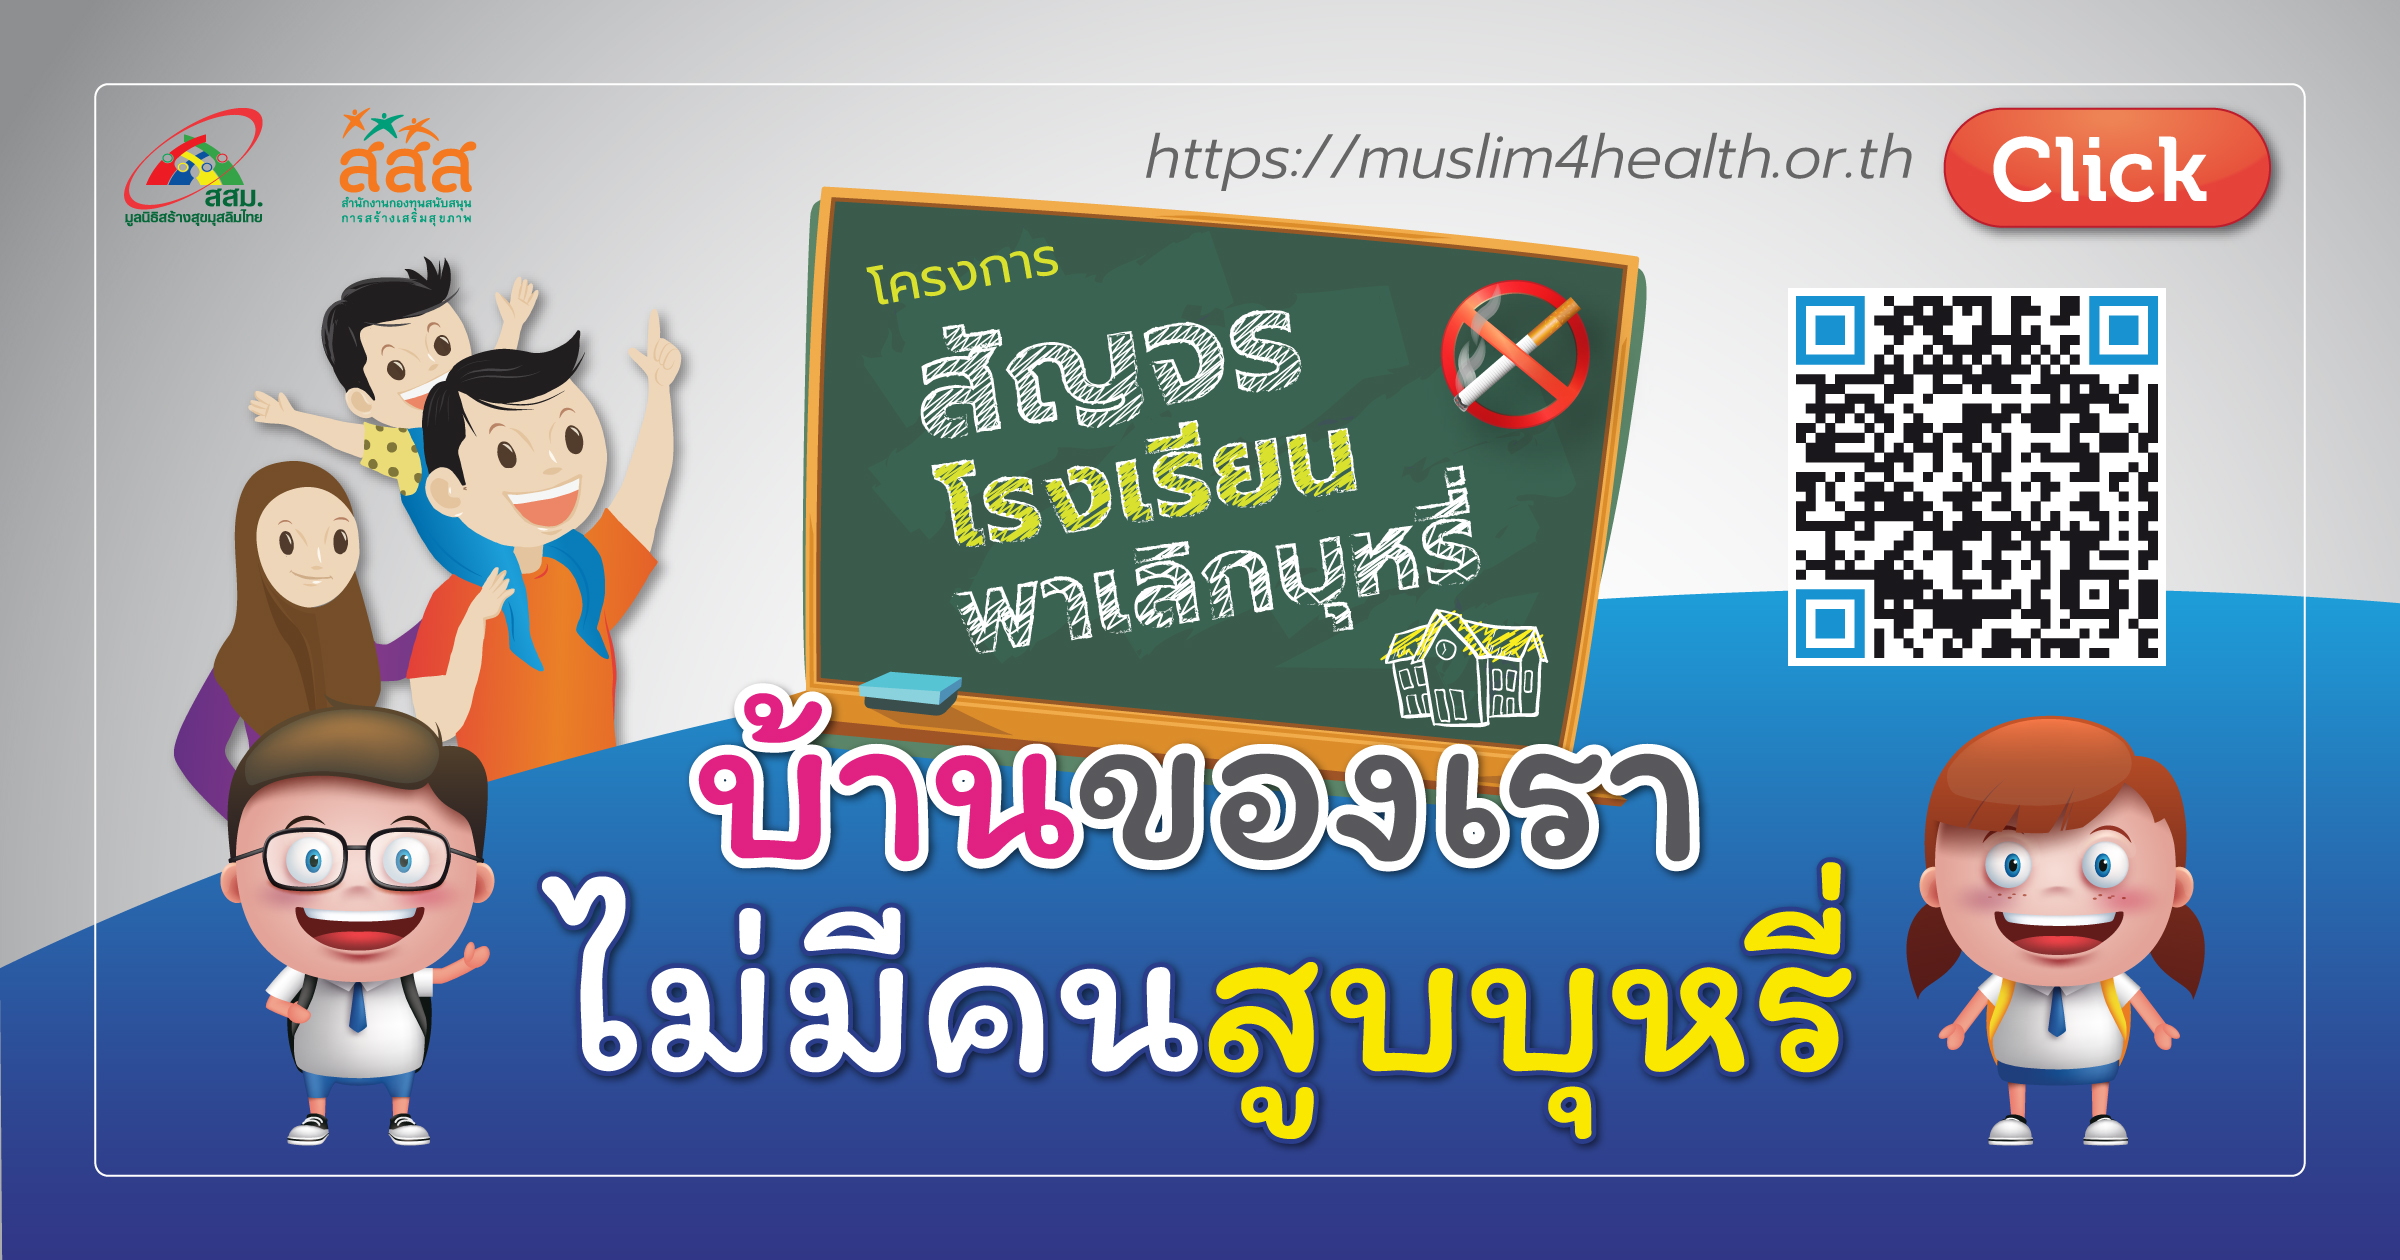 สสม.
มูลนิธิสร้างสุขมุสลิมไทย
สสส
สำนักงานกองทุนสนับสนุน
การสร้างเสริมสุขภาพ
https://muslim4health.or.th
Click
โครงการ
สัญจร
โรงเรียน
พาเลิกบุหรี่
บ้านของเรา
ไม่มีคนสูบบุหรี่